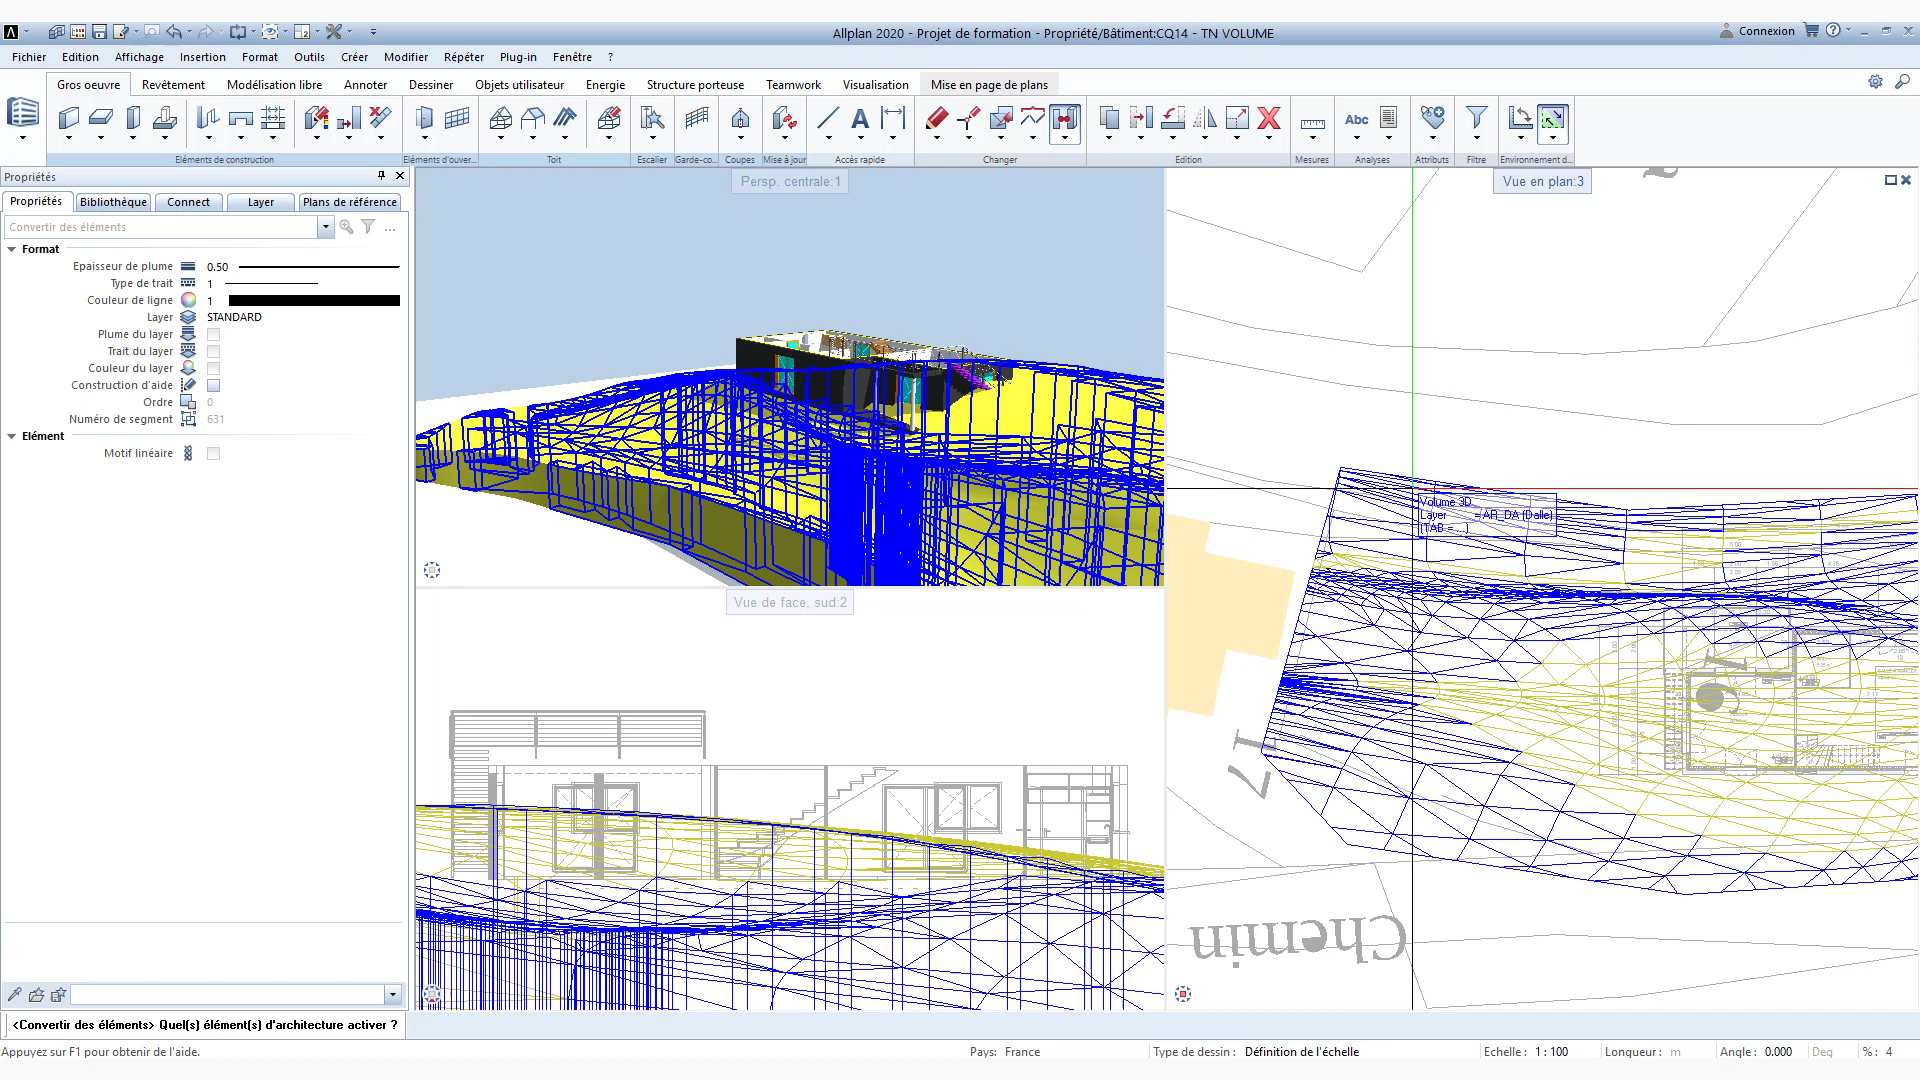 Allplan 2020 - Projet de formation - Propriété/Bâtiment:CQ14 - TN VOLUME
Connexion
Fichier Edition Affichage Insertion Format Outils Créer Modifier Répéter Plug-in Fenêtre ?
Gros oeuvre Revêtement Modélisation libre Annoter Dessiner Objets utilisateur Energie Structure porteuse Teamwork Visualisation Mise en page de plans
Abc
Eléments de construction Eléments d'ouver... Toit Escalier Garde-co... Coupes Mise à jour Accès rapide Changer Edition Mesures Analyses Attributs Filtre Environnement d...
Propriétés
Propriétés Bibliothèque Connect Layer Plans de référence
Convertir des éléments
Format
Epaisseur de plume 0.50
Type de trait 1
Couleur de ligne 1
Layer STANDARD
Plume du layer
Trait du layer
Couleur du layer
Construction d'aide
Ordre 0
Numéro de segment 631
Elément
Motif linéaire
Persp. centrale:1
Vue de face, sud:2
Vue en plan:3
Volume 3D
Layer = AR_DA (Dalle)
(TAB = ...)
17
Chemin
<Convertir des éléments> Quel(s) élément(s) d'architecture activer ?
Appuyez sur F1 pour obtenir de l'aide.
Pays: France
Type de dessin : Définition de l'échelle
Echelle : 1 : 100
Longueur : m
Angle : 0.000 Deg
% : 4